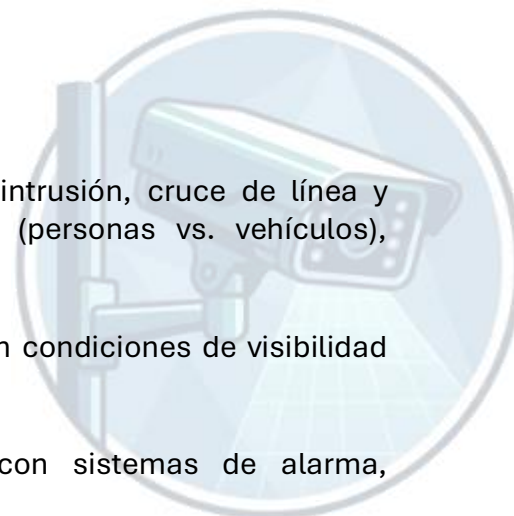 intrusión, cruce de línea y
(personas vs. vehículos),
condiciones de visibilidad
con sistemas de alarma,